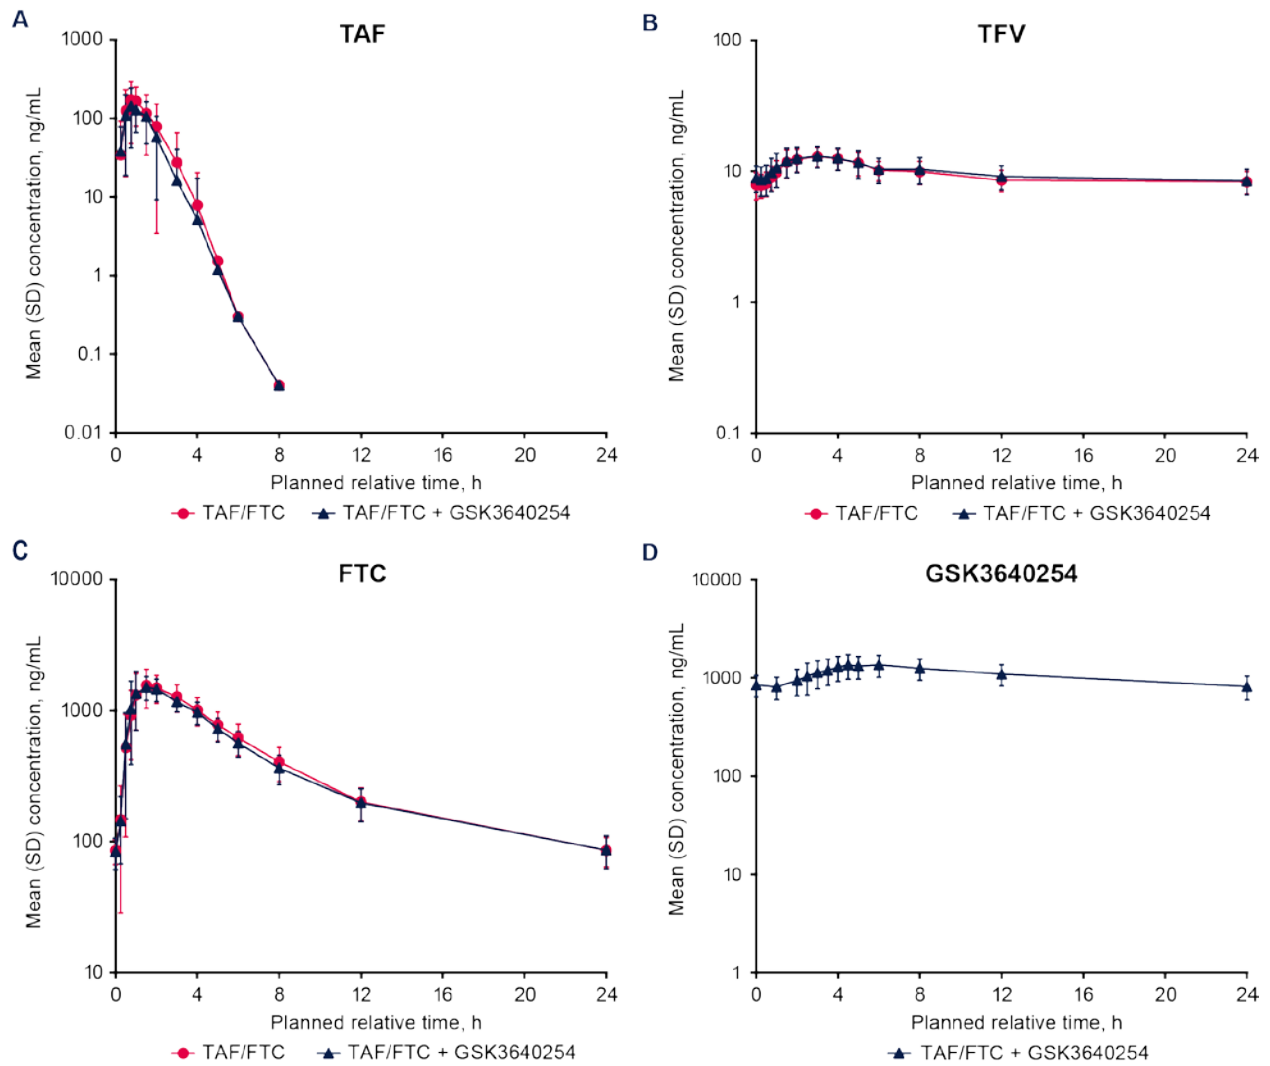 A
TAF
Mean (SD) concentration, ng/mL
1000
100
10
1
0.1
0.01
0 4 8 12 16 20 24
Planned relative time, h
TAF/FTC TAF/FTC + GSK3640254
B
TFV
Mean (SD) concentration, ng/mL
100
10
1
0.1
0 4 8 12 16 20 24
Planned relative time, h
TAF/FTC TAF/FTC + GSK3640254
C
FTC
Mean (SD) concentration, ng/mL
10000
1000
100
10
0 4 8 12 16 20 24
Planned relative time, h
TAF/FTC TAF/FTC + GSK3640254
D
GSK3640254
Mean (SD) concentration, ng/mL
10000
1000
100
10
1
0 4 8 12 16 20 24
Planned relative time, h
TAF/FTC + GSK3640254